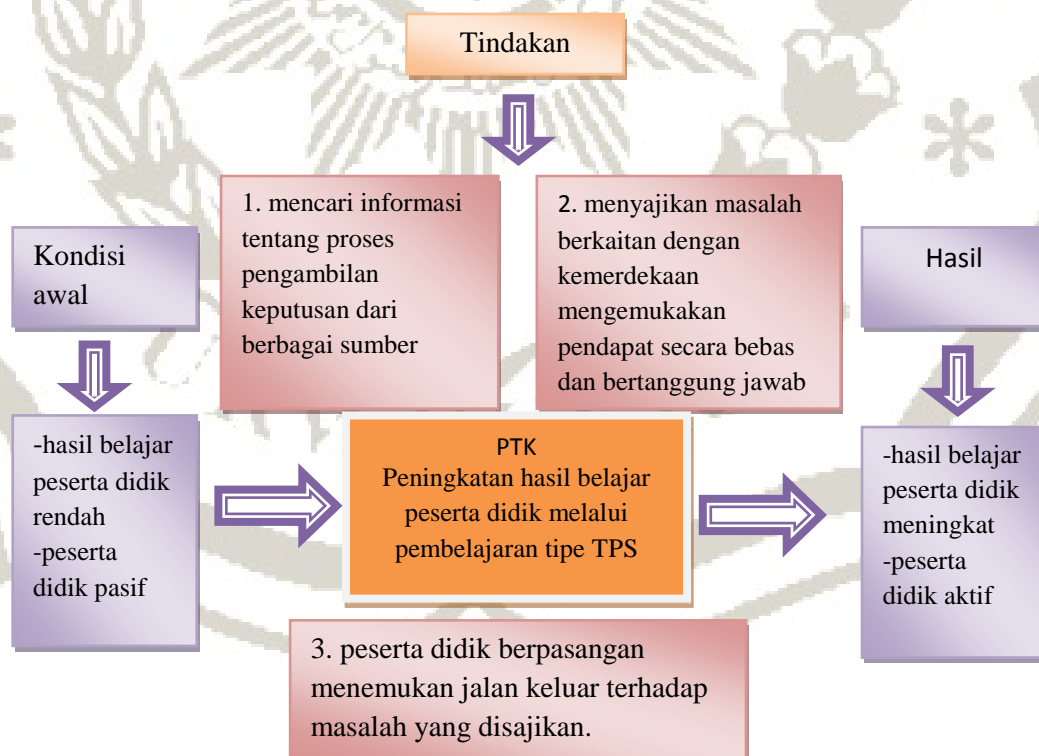 Tindakan
1. mencari informasi
tentang proses
pengambilan
keputusan dari
berbagai sumber
2. menyajikan masalah
berkaitan dengan
kemerdekaan
mengemukakan
pendapat secara bebas
dan bertanggung jawab
Kondisi
awal
Hasil
-hasil belajar
peserta didik
rendah
-peserta
didik pasif
PTK
Peningkatan hasil belajar
peserta didik melalui
pembelajaran tipe TPS
-hasil belajar
peserta didik
meningkat
-peserta
didik aktif
3. peserta didik berpasangan
menemukan jalan keluar terhadap
masalah yang disajikan.